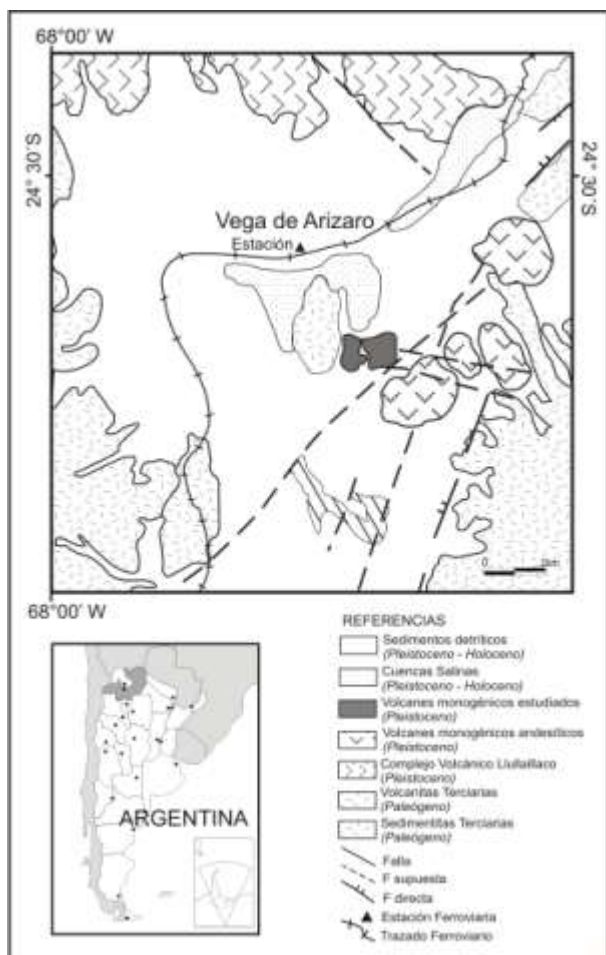 68°00' W
24° 30'S
24° 30'S
Vega de Arizaro
Estación
0 2km
68°00' W
REFERENCIAS
Sedimentos detríticos
(Pleistoceno - Holoceno)
Cuencas Salinas
(Pleistoceno - Holoceno)
Volcanes monogénicos estudiados
(Pleistoceno)
Volcanes monogénicos andesíticos
(Pleistoceno)
Complejo Volcánico Llullaillaco
(Pleistoceno)
Volcanitas Terciarias
(Paleógeno)
Sedimentitas Terciarias
(Paleógeno)
Falla
F supuesta
F directa
Estación Ferroviaria
Trazado Ferroviario
ARGENTINA